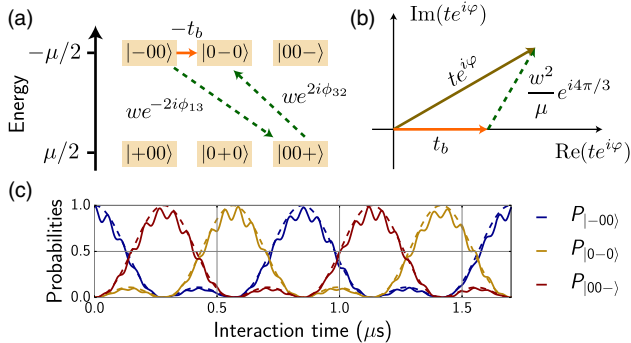 (a)
−t_b
−μ/2
|−00⟩ |0−0⟩ |00−⟩
we^{−2iϕ_{13}} we^{2iϕ_{32}}
Energy
μ/2
|+00⟩ |0+0⟩ |00+⟩
(b)
Im(te^{iφ})
te^{iφ}
w²/μ e^{i4π/3}
t_b
Re(te^{iφ})
(c)
Probabilities
1.0
0.5
0.0
0.0 0.5 1.0 1.5
Interaction time (μs)
P_{|−00⟩}
P_{|0−0⟩}
P_{|00−⟩}